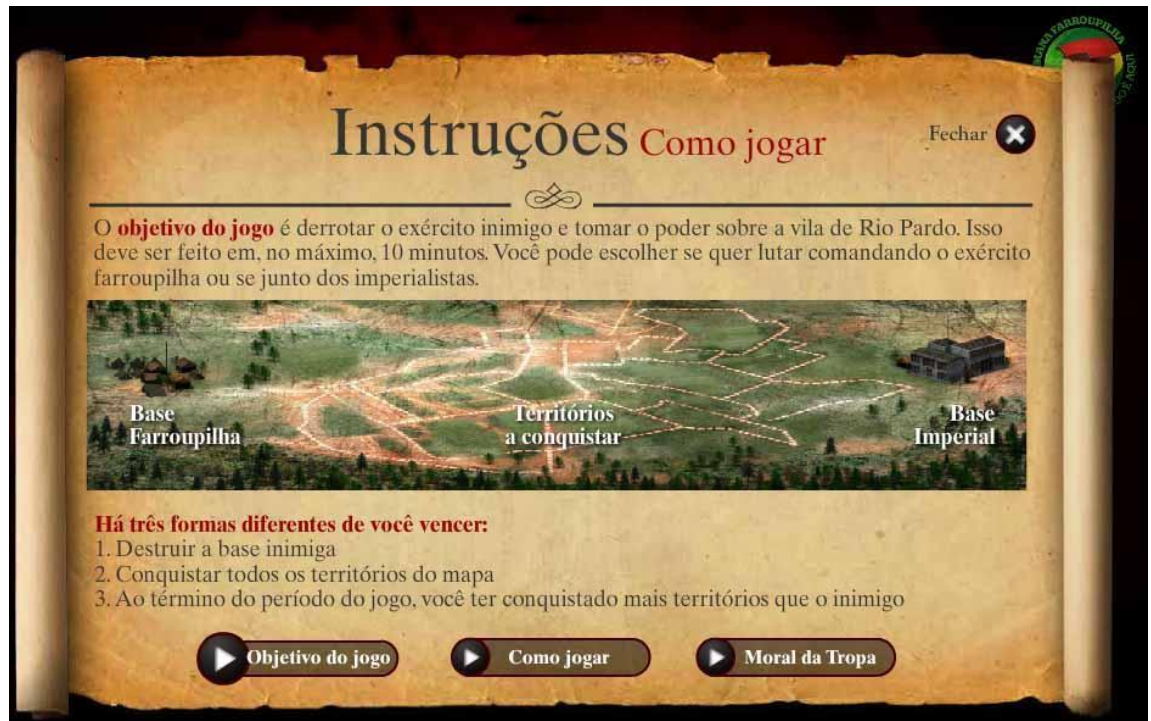 FARROUPILHA
Instruções Como jogar
Fechar
O objetivo do jogo é derrotar o exército inimigo e tomar o poder sobre a vila de Rio Pardo. Isso
deve ser feito em, no máximo, 10 minutos. Você pode escolher se quer lutar comandando o exército
farroupilha ou se junto dos imperialistas.
Base
Farroupilha
Territórios
a conquistar
Base
Imperial
Há três formas diferentes de você vencer:
1. Destruir a base inimiga
2. Conquistar todos os territórios do mapa
3. Ao término do período do jogo, você ter conquistado mais territórios que o inimigo
Objetivo do jogo
Como jogar
Moral da Tropa